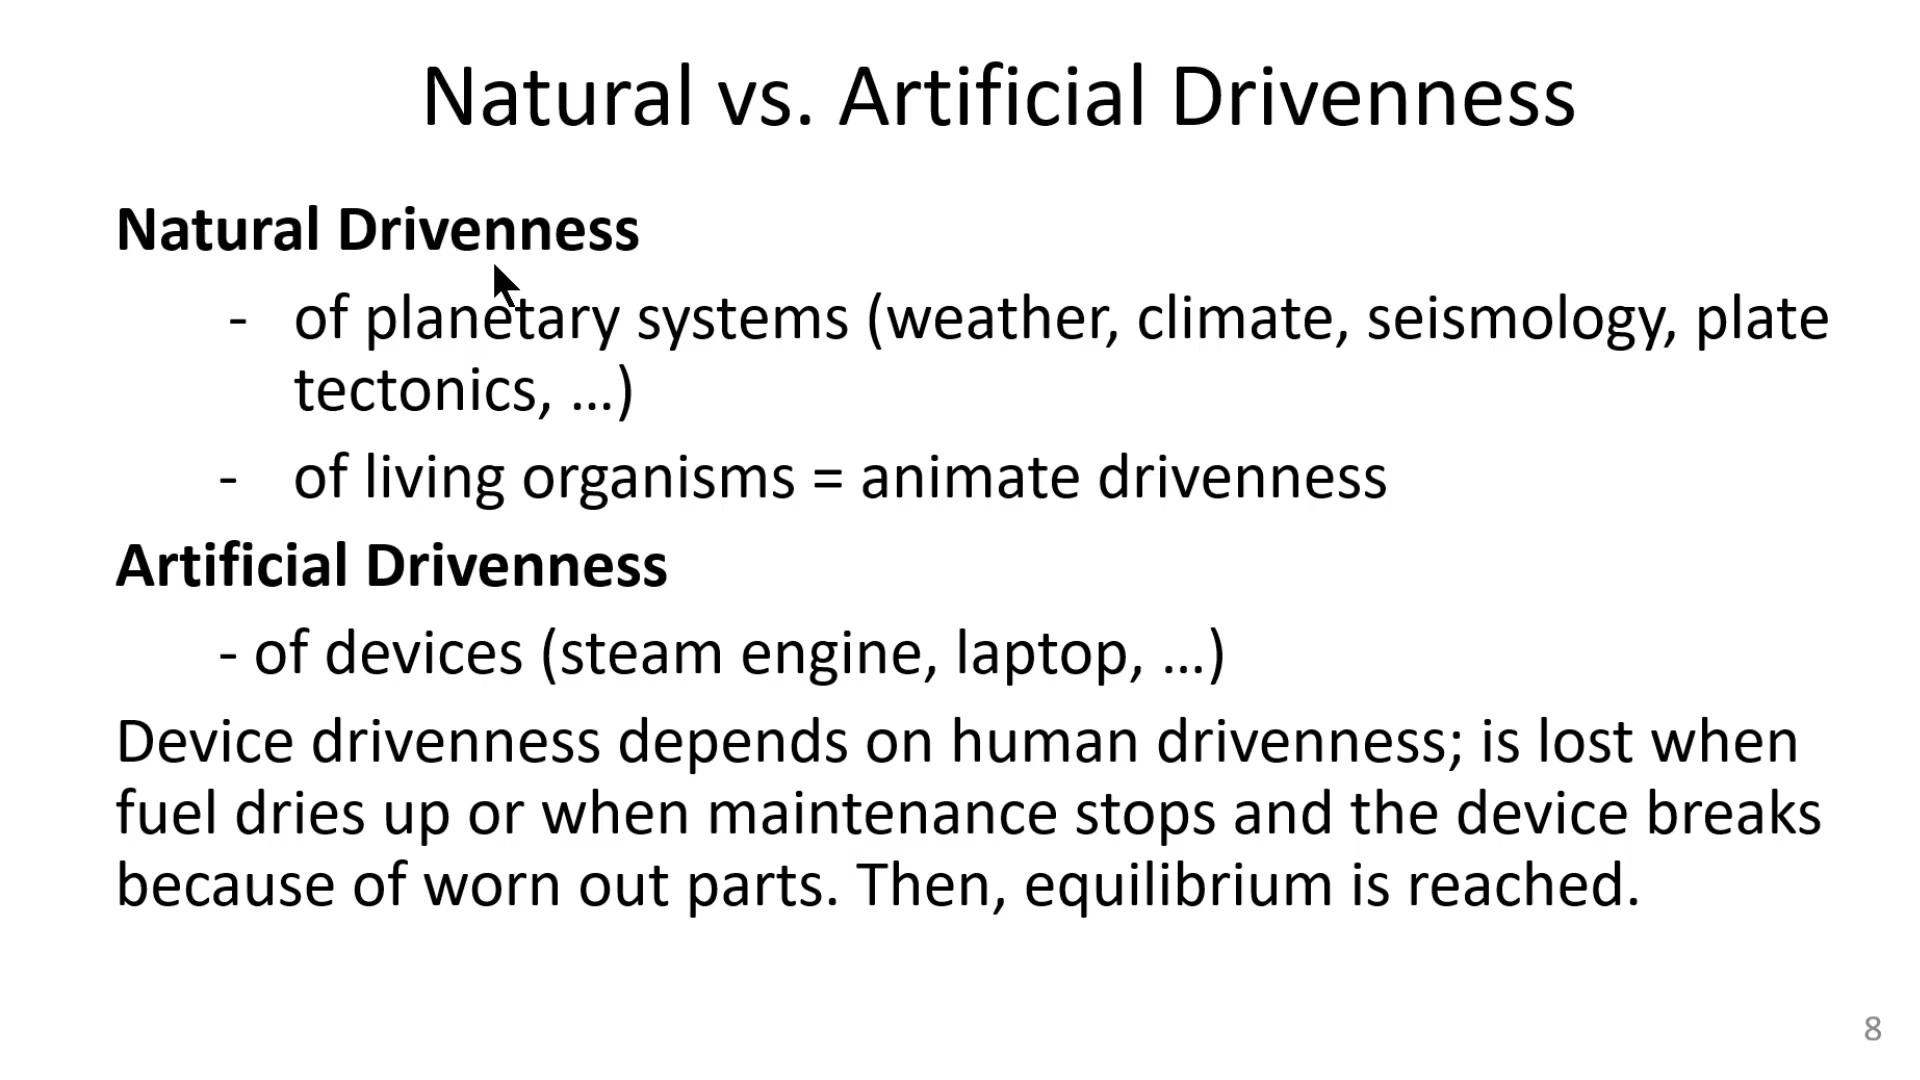 Natural vs. Artificial Drivenness
Natural Drivenness
- of planetary systems (weather, climate, seismology, plate
tectonics, ...)
- of living organisms = animate drivenness
Artificial Drivenness
- of devices (steam engine, laptop, ...)
Device drivenness depends on human drivenness; is lost when
fuel dries up or when maintenance stops and the device breaks
because of worn out parts. Then, equilibrium is reached.
8